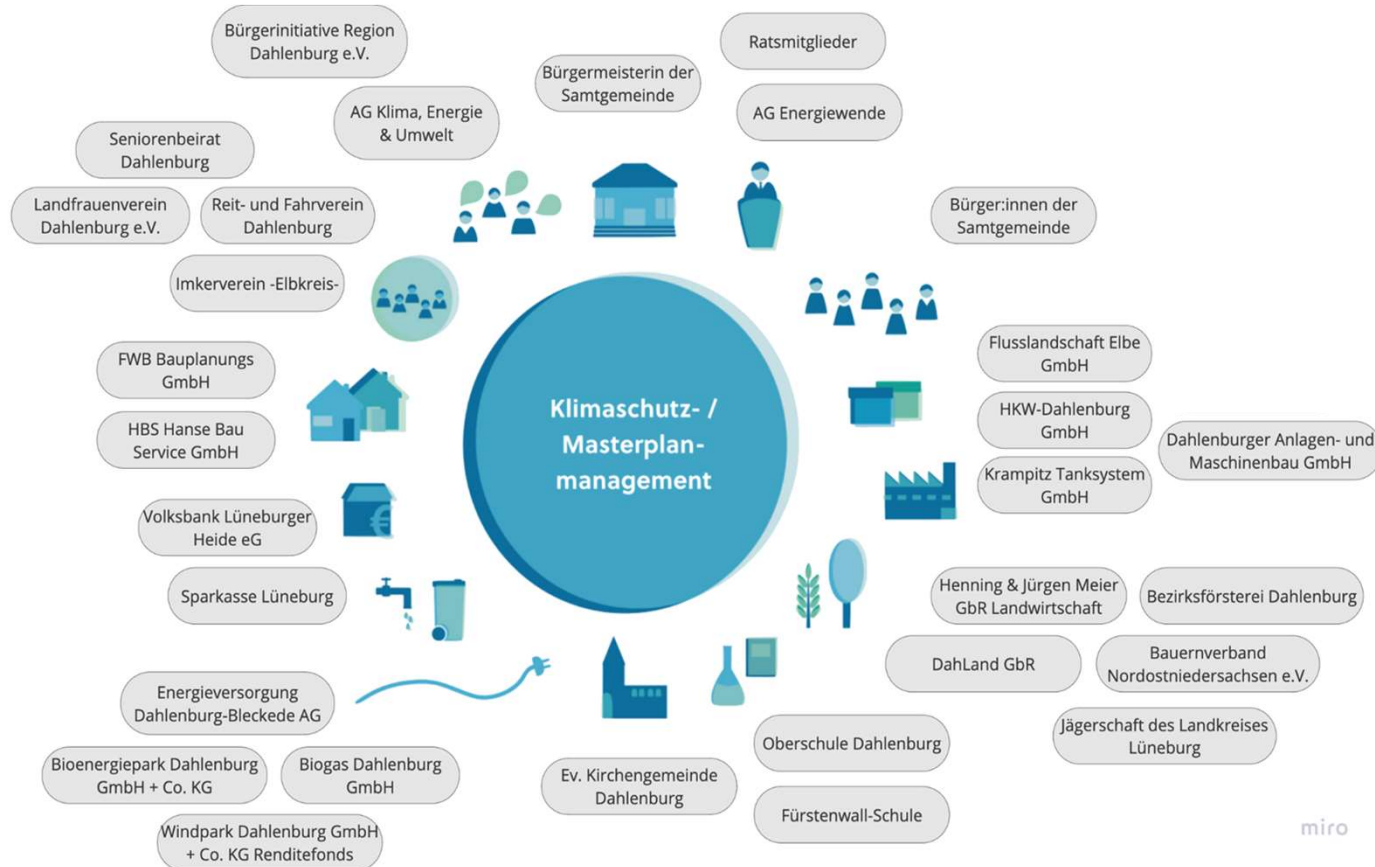 Bürgerinitiative Region
Dahlenburg e.V.
Ratsmitglieder
Bürgermeisterin der
Samtgemeinde
AG Klima, Energie
& Umwelt
AG Energiewende
Seniorenbeirat
Dahlenburg
Landfrauenverein
Dahlenburg e.V.
Reit- und Fahrverein
Dahlenburg
Bürger:innen der
Samtgemeinde
Imkerverein -Elbkreis-
FWB Bauplanungs
GmbH
Flusslandschaft Elbe
GmbH
HBS Hanse Bau
Service GmbH
Klimaschutz- /
Masterplan-
management
HKW-Dahlenburg
GmbH
Dahlenburger Anlagen- und
Maschinenbau GmbH
Krampitz Tanksystem
GmbH
Volksbank Lüneburger
Heide eG
€
Sparkasse Lüneburg
Henning & Jürgen Meier
GbR Landwirtschaft
Bezirksförsterei Dahlenburg
DahLand GbR
Bauernverband
Nordostniedersachsen e.V.
Energieversorgung
Dahlenburg-Bleckede AG
Jägerschaft des Landkreises
Lüneburg
Oberschule Dahlenburg
Bioenergiepark Dahlenburg
GmbH + Co. KG
Biogas Dahlenburg
GmbH
Ev. Kirchengemeinde
Dahlenburg
Fürstenwall-Schule
Windpark Dahlenburg GmbH
+ Co. KG Renditefonds
miro